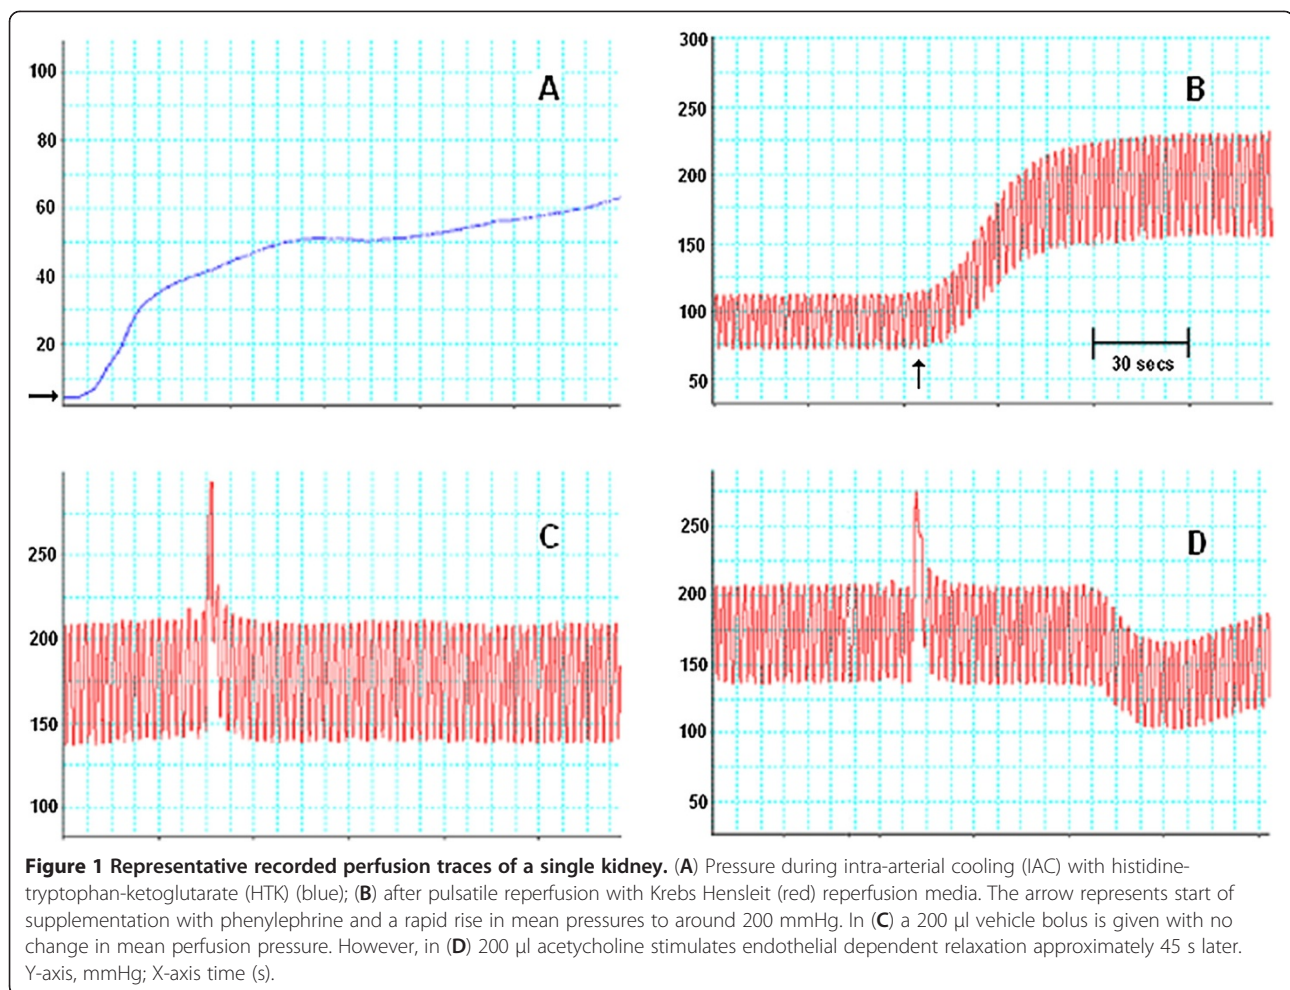 100
80
60
40
20
A
300
250
200
150
100
50
B
30 secs
250
200
150
100
C
250
200
150
100
50
D
Figure 1 Representative recorded perfusion traces of a single kidney. (A) Pressure during intra-arterial cooling (IAC) with histidine-
tryptophan-ketoglutarate (HTK) (blue); (B) after pulsatile reperfusion with Krebs Hensleit (red) reperfusion media. The arrow represents start of
supplementation with phenylephrine and a rapid rise in mean pressures to around 200 mmHg. In (C) a 200 μl vehicle bolus is given with no
change in mean perfusion pressure. However, in (D) 200 μl acetycholine stimulates endothelial dependent relaxation approximately 45 s later.
Y-axis, mmHg; X-axis time (s).